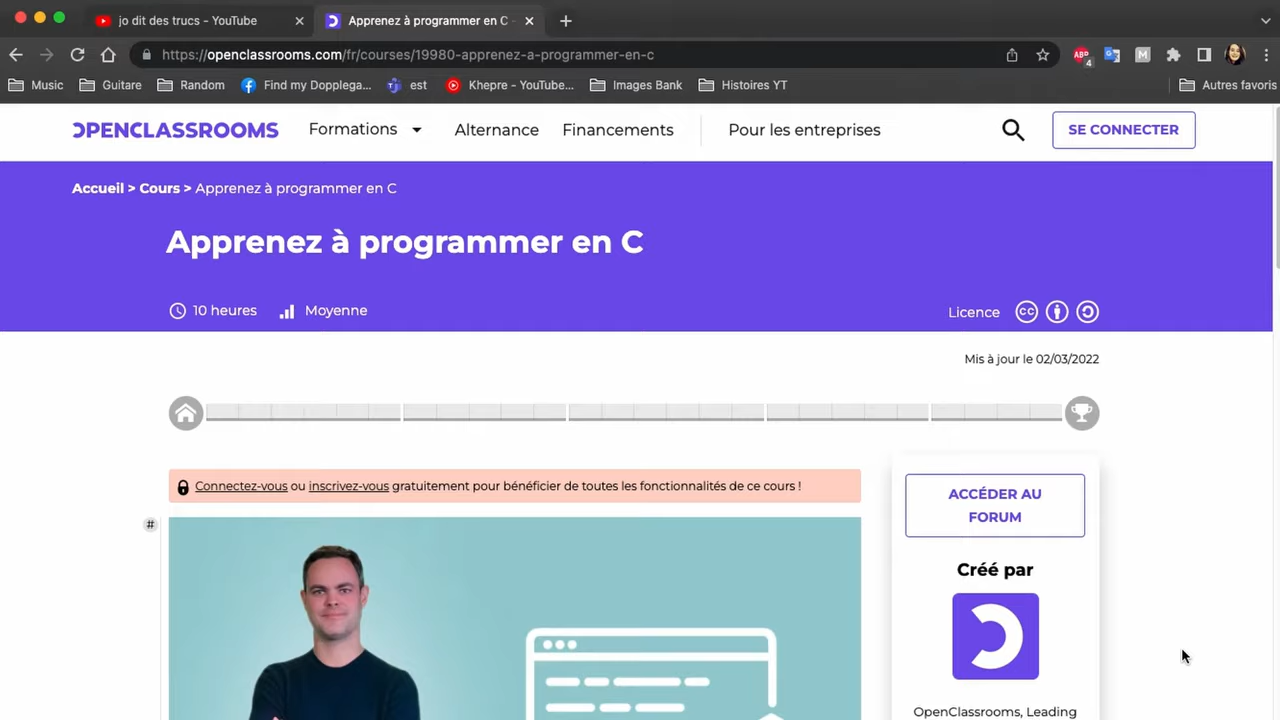 jo dit des trucs - YouTube
Apprenez à programmer en C -
https://openclassrooms.com/fr/courses/19980-apprenez-a-programmer-en-c
ABP
4
M
Music
Guitare
Random
Find my Dopplega...
est
Khepre - YouTube...
Images Bank
Histoires YT
Autres favoris
OPENCLASSROOMS
Formations
Alternance
Financements
Pour les entreprises
SE CONNECTER
Accueil > Cours > Apprenez à programmer en C
Apprenez à programmer en C
10 heures
Moyenne
Licence
cc
Mis à jour le 02/03/2022
Connectez-vous ou inscrivez-vous gratuitement pour bénéficier de toutes les fonctionnalités de ce cours !
#
ACCÉDER AU
FORUM
Créé par
OpenClassrooms, Leading